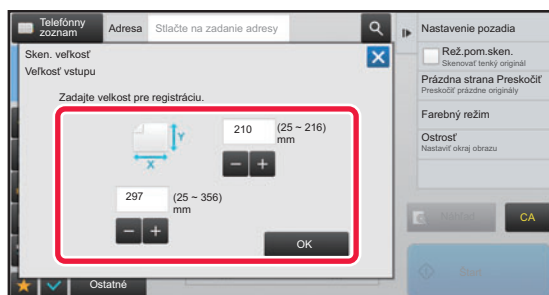 Telefónny
zoznam
Adresa
Stlačte na zadanie adresy
Sken. veľkosť
Veľkosť vstupu
Zadajte velkost pre registráciu.
Y
X
210
(25 ~ 216)
mm
297
(25 ~ 356)
mm
OK
Ostatné
Nastavenie pozadia
Rež.pom.sken.
Skenovať tenký originál
Prázdna strana Preskočiť
Preskočiť prázdne originály
Farebný režim
Ostrosť
Nastaviť okraj obrazu
CA